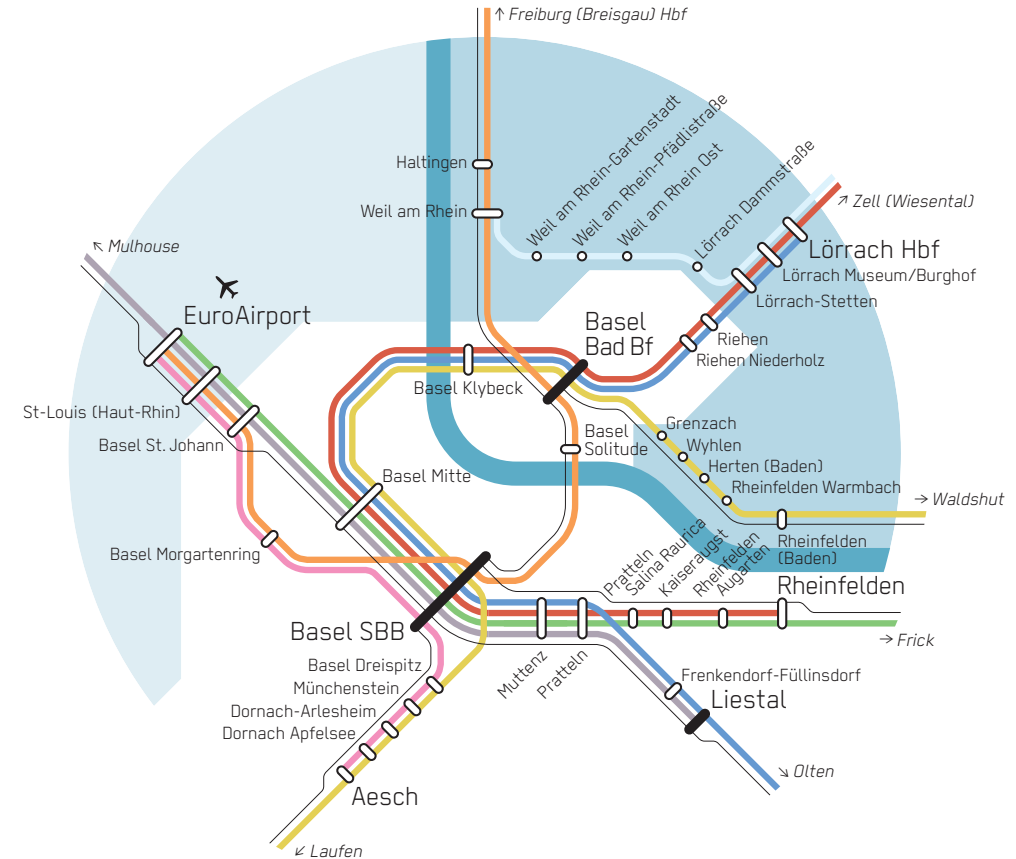 ↑ Freiburg (Breisgau) Hbf
Haltingen
Weil am Rhein
Weil am Rhein-Gartenstadt
Weil am Rhein-Pfädlistraße
Weil am Rhein Ost
Lörrach Dammstraße
↗ Zell (Wiesental)
↖ Mulhouse
Lörrach Hbf
Lörrach Museum/Burghof
Lörrach-Stetten
EuroAirport
Basel
Bad Bf
Riehen
Riehen Niederholz
Basel Klybeck
St-Louis (Haut-Rhin)
Basel St. Johann
Basel
Solitude
Grenzach
Wyhlen
Herten (Baden)
Rheinfelden Warmbach
→ Waldshut
Basel Mitte
Rheinfelden
(Baden)
Basel Morgartenring
Pratteln
Salina Raurica
Kaiseraugst
Rheinfelden
Augarten
Rheinfelden
→ Frick
Basel SBB
Muttenz
Pratteln
Basel Dreispitz
Münchenstein
Dornach-Arlesheim
Dornach Apfelsee
Frenkendorf-Füllinsdorf
Liestal
↘ Olten
Aesch
↙ Laufen